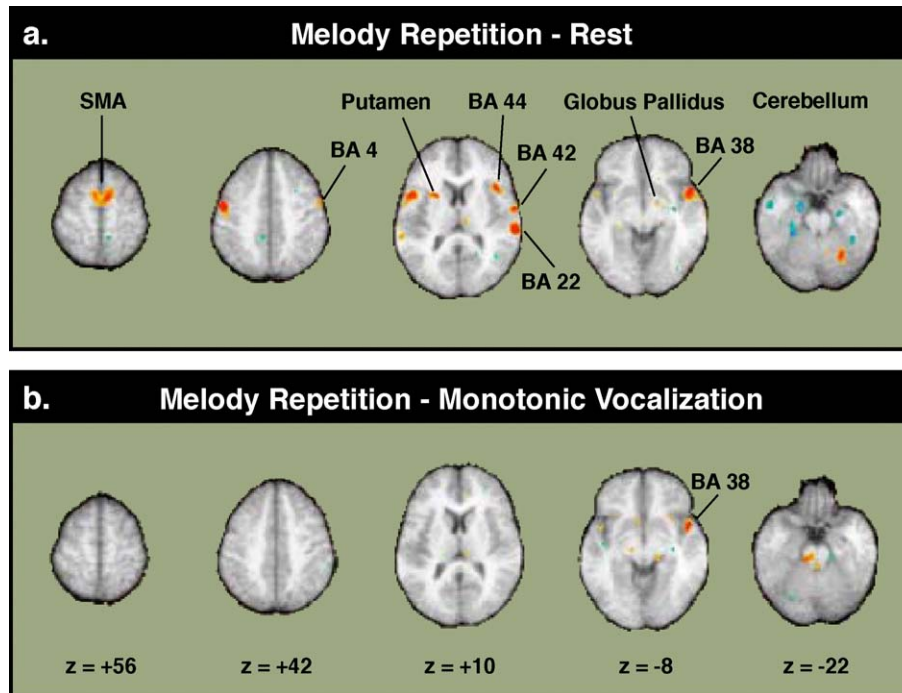 a. Melody Repetition - Rest
SMA
Putamen
BA 44
Globus Pallidus
Cerebellum
BA 4
BA 42
BA 38
BA 22
b. Melody Repetition - Monotonic Vocalization
BA 38
z = +56 z = +42 z = +10 z = -8 z = -22